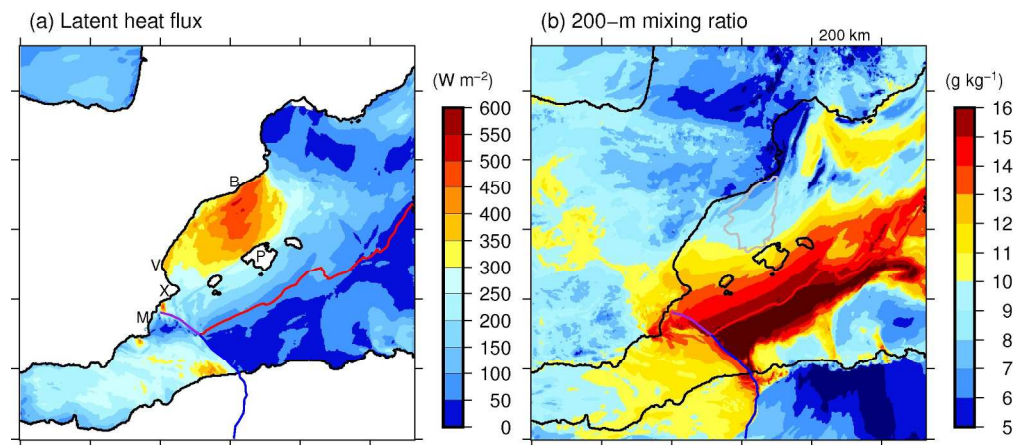 (a) Latent heat flux
(b) 200−m mixing ratio
200 km
(W m⁻²)
600
550
500
450
400
350
300
250
200
150
100
50
0
B
P
V
X
M
(g kg⁻¹)
16
15
14
13
12
11
10
9
8
7
6
5